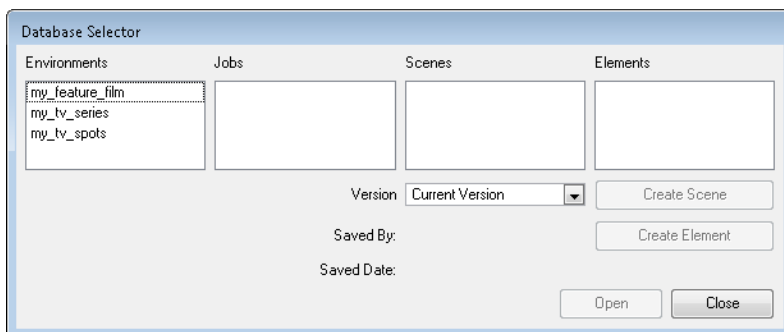 Database Selector
Environments Jobs Scenes Elements
my_feature_film
my_tv_series
my_tv_spots
Version Current Version Create Scene
Saved By: Create Element
Saved Date:
Open Close